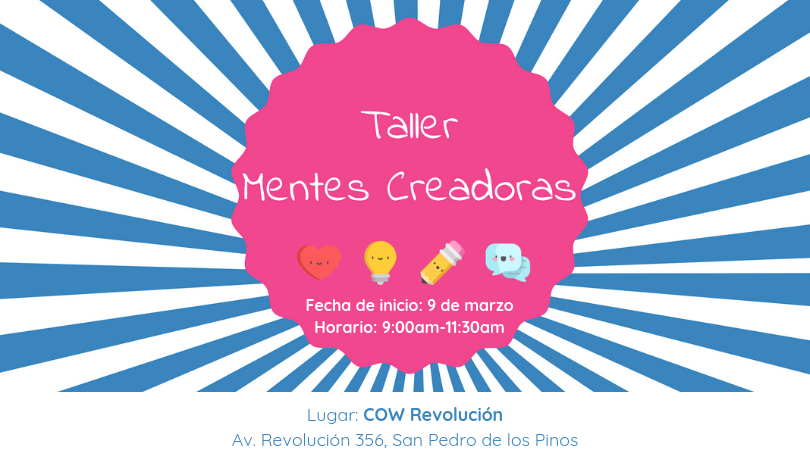 Taller
Mentes Creadoras
Fecha de inicio: 9 de marzo
Horario: 9:00am-11:30am
Lugar: COW Revolución
Av. Revolución 356, San Pedro de los Pinos